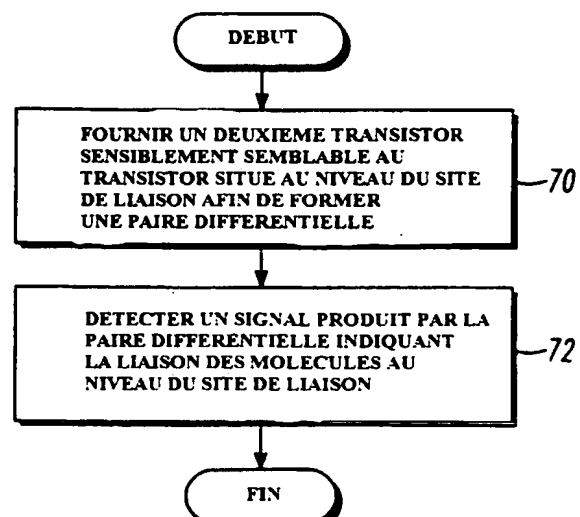 DEBUT
FOURNIR UN DEUXIEME TRANSISTOR
SENSIBLEMENT SEMBLABLE AU
TRANSISTOR SITUE AU NIVEAU DU SITE
DE LIAISON AFIN DE FORMER
UNE PAIRE DIFFERENTIELLE
70
DETECTER UN SIGNAL PRODUIT PAR LA
PAIRE DIFFERENTIELLE INDIQUANT
LA LIAISON DES MOLECULES AU
NIVEAU DU SITE DE LIAISON
72
FIN